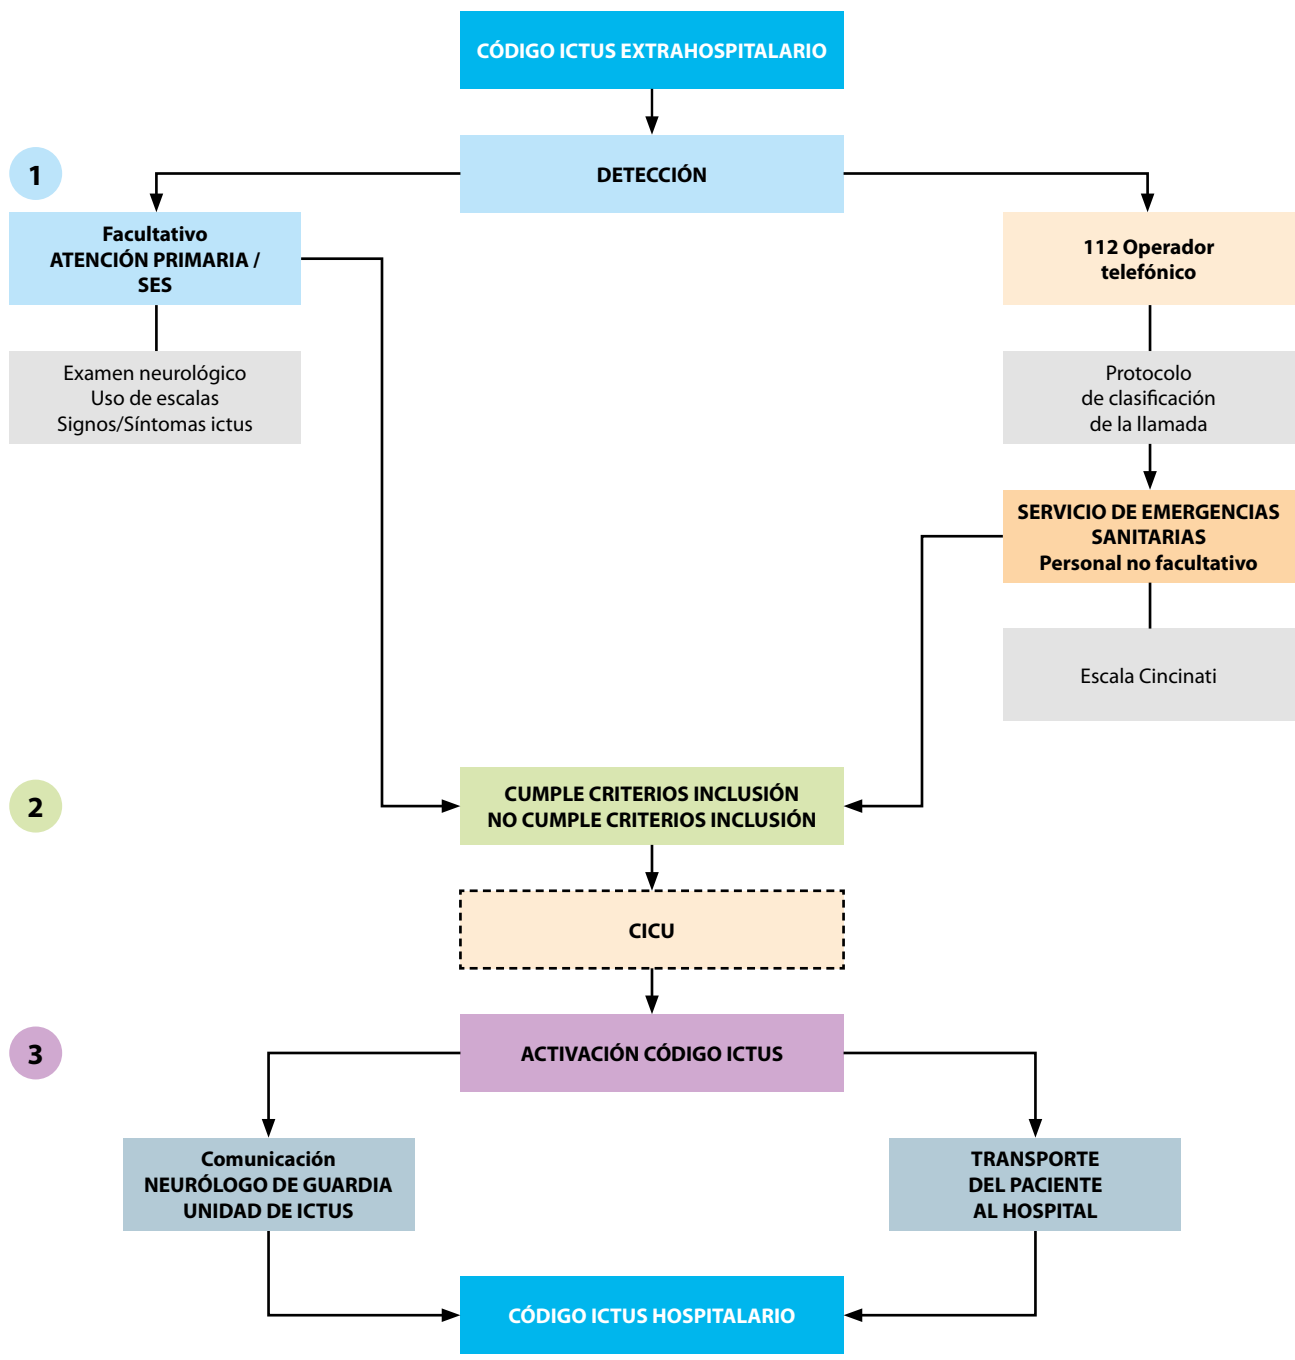 CÓDIGO ICTUS EXTRAHOSPITALARIO
1
DETECCIÓN
Facultativo
ATENCIÓN PRIMARIA /
SES
112 Operador
telefónico
Examen neurológico
Uso de escalas
Signos/Síntomas ictus
Protocolo
de clasificación
de la llamada
SERVICIO DE EMERGENCIAS
SANITARIAS
Personal no facultativo
Escala Cincinati
2
CUMPLE CRITERIOS INCLUSIÓN
NO CUMPLE CRITERIOS INCLUSIÓN
CICU
3
ACTIVACIÓN CÓDIGO ICTUS
Comunicación
NEURÓLOGO DE GUARDIA
UNIDAD DE ICTUS
TRANSPORTE
DEL PACIENTE
AL HOSPITAL
CÓDIGO ICTUS HOSPITALARIO